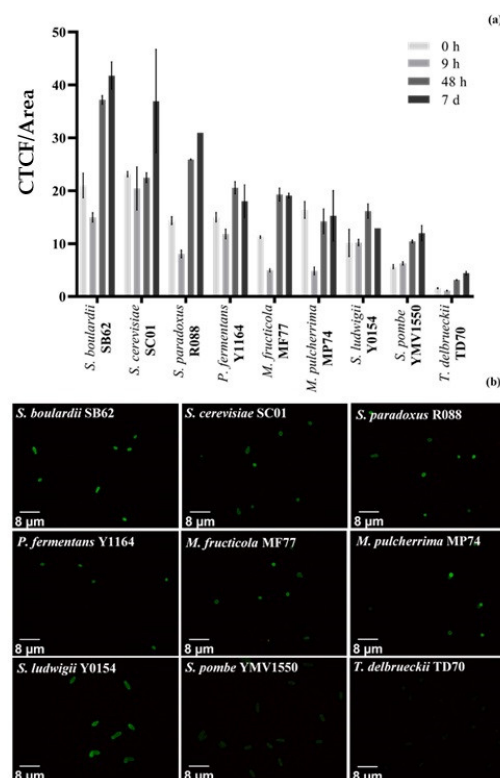 (a)
0 h
9 h
48 h
7 d
50
40
30
20
10
0
CTCF/Area
S. boulardii
SB62
S. cerevisiae
SC01
S. paradoxus
R088
P. fermentans
Y1164
M. fructicola
MF77
M. pulcherrima
MP74
S. ludwigii
Y0154
S. pombe
YMV1550
T. delbrueckii
TD70
(b)
S. boulardii SB62
S. cerevisiae SC01
S. paradoxus R088
8 µm
8 µm
8 µm
P. fermentans Y1164
M. fructicola MF77
M. pulcherrima MP74
8 µm
8 µm
8 µm
S. ludwigii Y0154
S. pombe YMV1550
T. delbrueckii TD70
8 µm
8 µm
8 µm